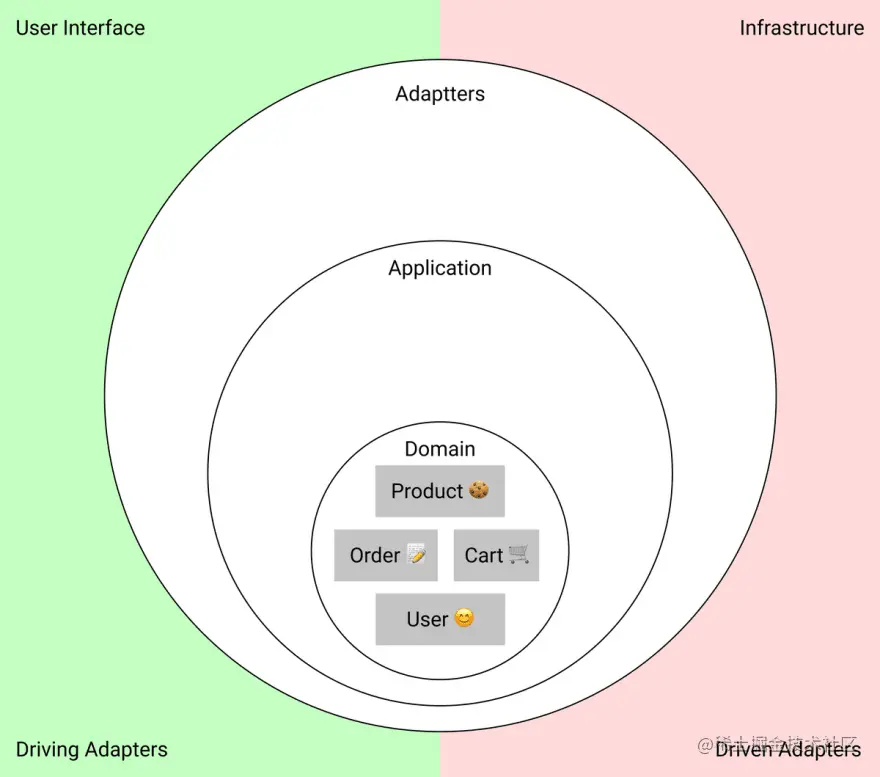 User Interface
Infrastructure
Adaptters
Application
Domain
Product 🍪
Order 📝
Cart 🛒
User 😊
Driving Adapters
Driven Adapters
@稀土掘金技术社区